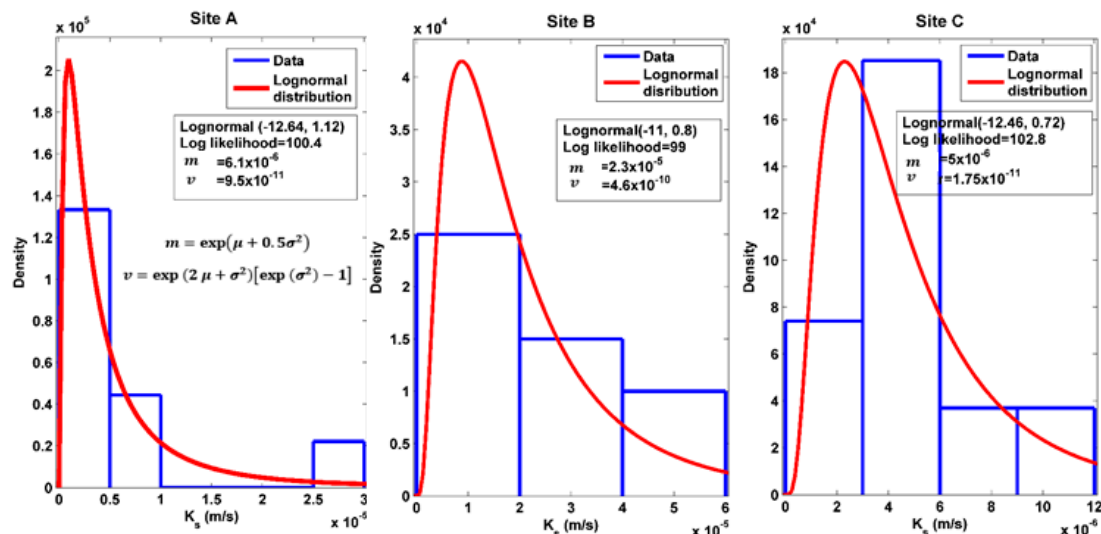 Site A
x 10^5
Data
Lognormal
distribution
Lognormal (-12.64, 1.12)
Log likelihood=100.4
m =6.1x10^-6
v =9.5x10^-11
m = exp(μ + 0.5σ^2)
v = exp (2 μ + σ^2)[exp (σ^2) − 1]
Density
2
1.8
1.6
1.4
1.2
1
0.8
0.6
0.4
0.2
0
0 0.5 1 1.5 2 2.5 3
K_s (m/s)
x 10^-5
Site B
x 10^4
Data
Lognormal
disribution
Lognormal(-11, 0.8)
Log likelihood=99
m =2.3x10^-5
v =4.6x10^-10
Density
4
3.5
3
2.5
2
1.5
1
0.5
0
0 1 2 3 4 5 6
K_s (m/s)
x 10^-5
Site C
x 10^4
Data
Lognormal
distribution
Lognormal(-12.46, 0.72)
Log likelihood=102.8
m =5x10^-6
v =1.75x10^-11
Density
18
16
14
12
10
8
6
4
2
0
0 2 4 6 8 10 12
K_s (m/s)
x 10^-6